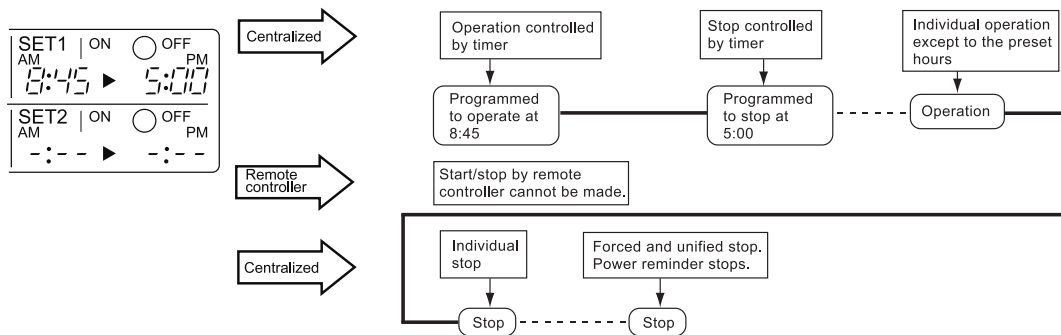 SET1 | ON OFF
AM PM
8:45 ▶ 5:00
SET2 | ON OFF
AM PM
-:-- ▶ -:--
Centralized
Operation controlled
by timer
Stop controlled
by timer
Individual operation
except to the preset
hours
Programmed
to operate at
8:45
Programmed
to stop at
5:00
Operation
Remote
controller
Start/stop by remote
controller cannot be made.
Centralized
Individual
stop
Forced and unified stop.
Power reminder stops.
Stop
Stop